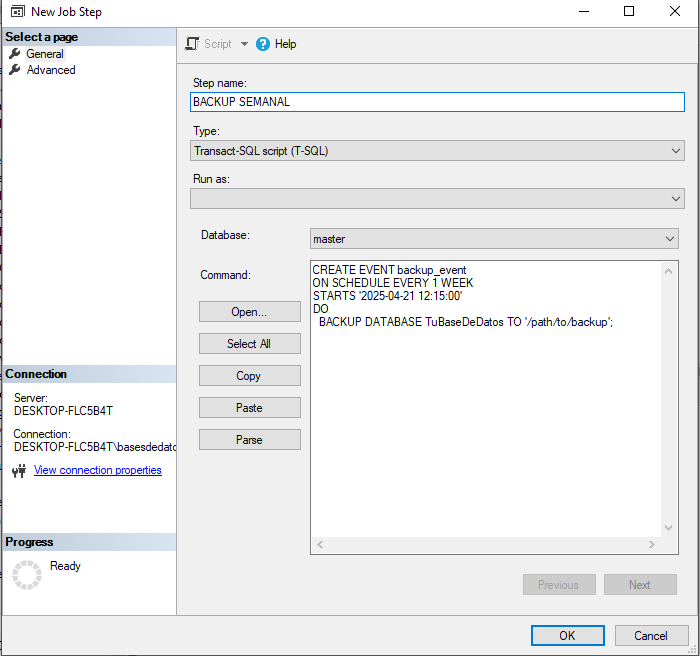 New Job Step
Select a page
General
Advanced
Script
Help
Step name:
BACKUP SEMANAL
Type:
Transact-SQL script (T-SQL)
Run as:
Database:
master
Command:
CREATE EVENT backup_event
ON SCHEDULE EVERY 1 WEEK
STARTS '2025-04-21 12:15:00'
DO
BACKUP DATABASE TuBaseDeDatos TO '/path/to/backup';
Open...
Select All
Copy
Paste
Parse
Connection
Server:
DESKTOP-FLC5B4T
Connection:
DESKTOP-FLC5B4T\basesdedato
View connection properties
Progress
Ready
Previous
Next
OK
Cancel